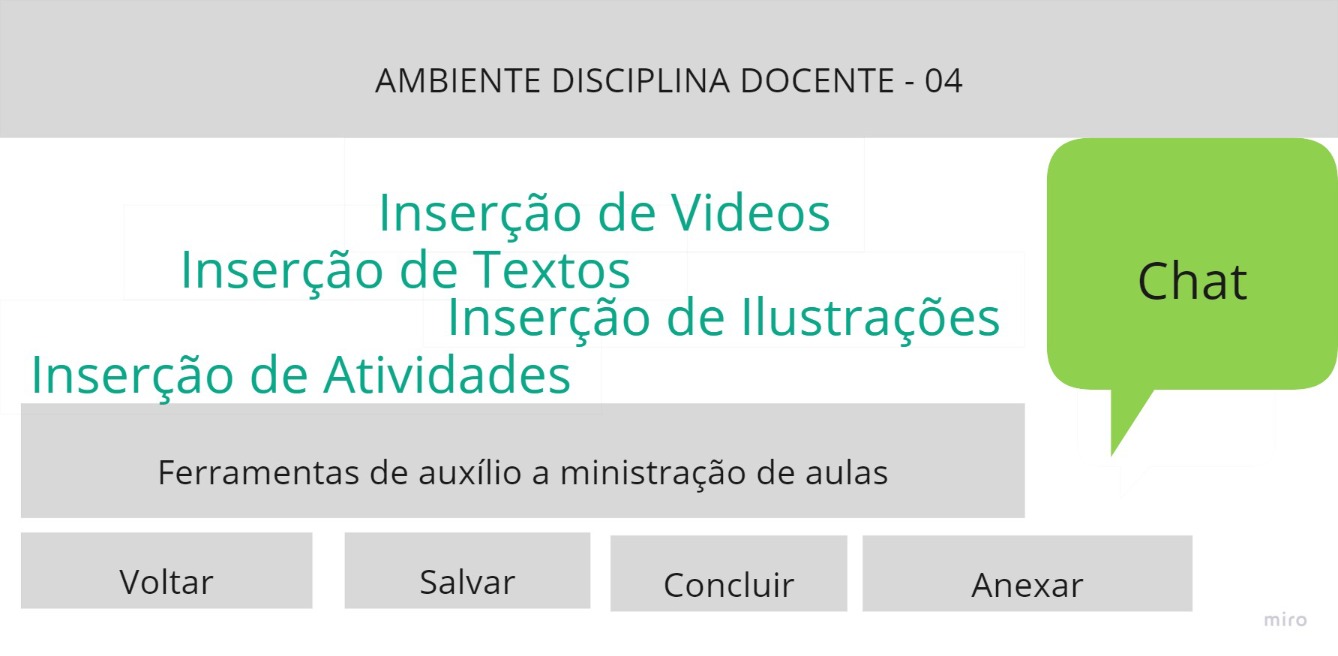 AMBIENTE DISCIPLINA DOCENTE - 04
Inserção de Videos
Inserção de Textos
Inserção de Ilustrações
Inserção de Atividades
Chat
Ferramentas de auxílio a ministração de aulas
Voltar
Salvar
Concluir
Anexar
miro